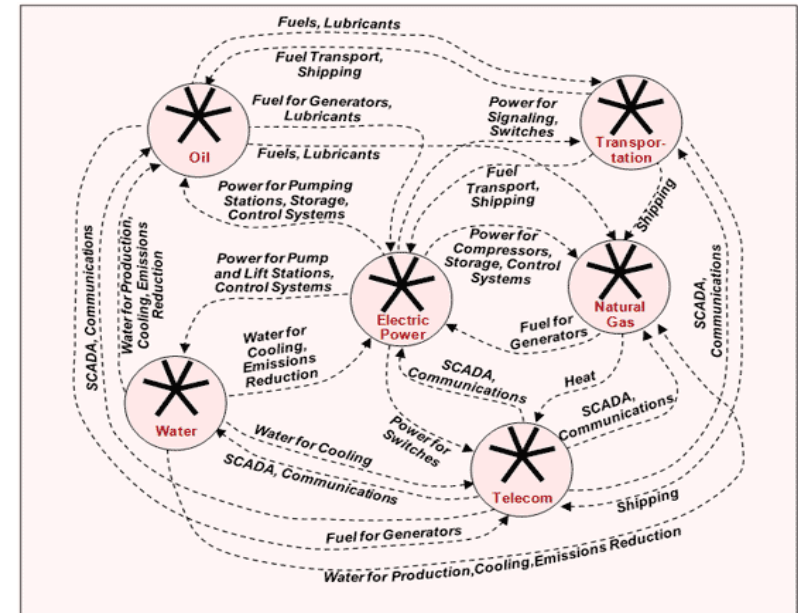 Fuels, Lubricants
Fuel Transport,
Shipping
Fuel for Generators,
Lubricants
Power for
Signaling,
Switches
Oil
Transpor-
tation
Fuels, Lubricants
Fuel
Transport,
Shipping
Power for Pumping
Stations, Storage,
Control Systems
Shipping
Power for
Compressors,
Storage, Control
Systems
Water for Production,
Cooling, Emissions
Reduction
SCADA, Communications
Power for Pump
and Lift Stations,
Control Systems
SCADA,
Communications
Electric
Power
Natural
Gas
Water for
Cooling,
Emissions
Reduction
Fuel for
Generators
SCADA,
Communications
Heat
SCADA,
Communications
Water
Water for Cooling
Power for
Switches
SCADA, Communications
Telecom
Shipping
Fuel for Generators
Water for Production,Cooling,Emissions Reduction